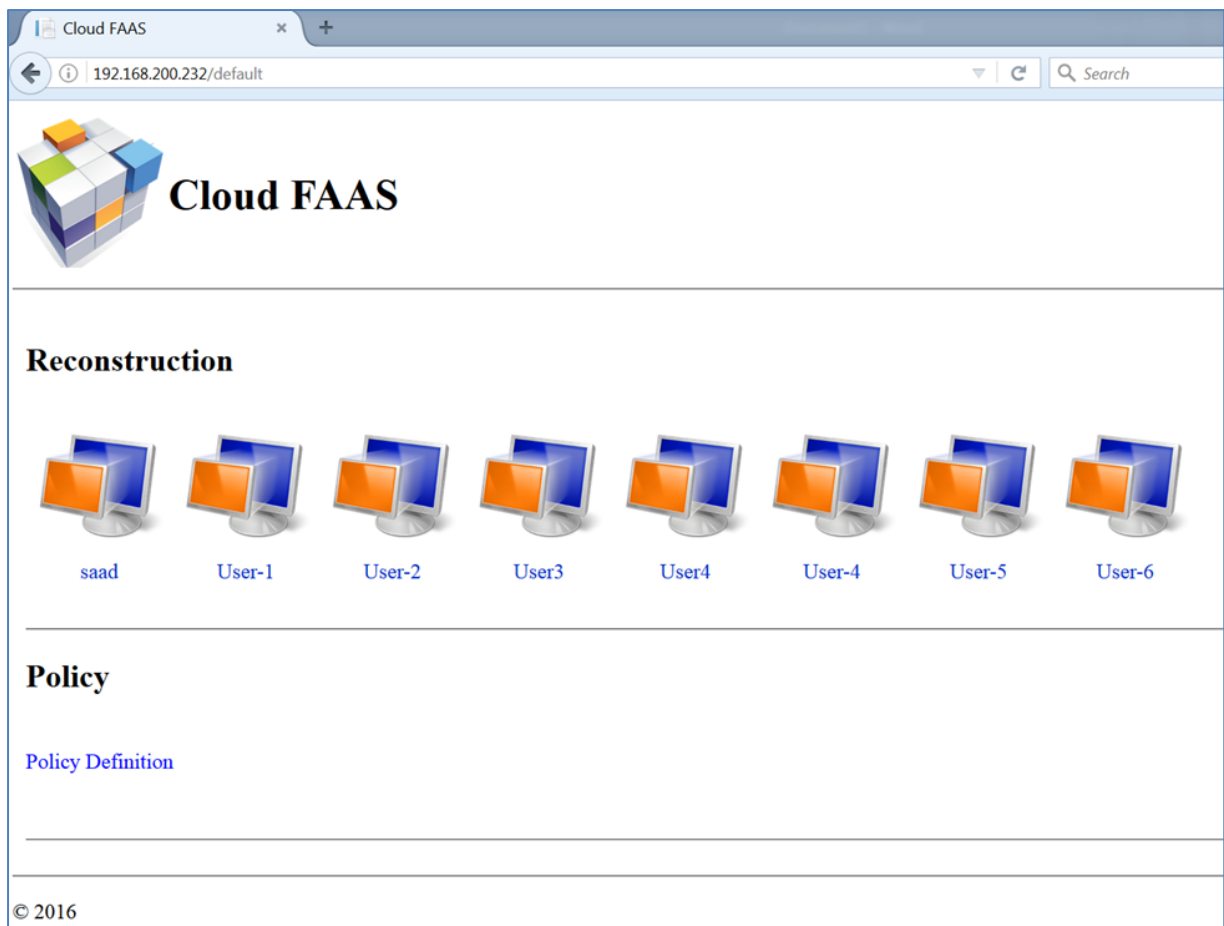 Cloud FAAS
192.168.200.232/default
Search
Cloud FAAS
Reconstruction
saad User-1 User-2 User3 User4 User-4 User-5 User-6
Policy
Policy Definition
© 2016